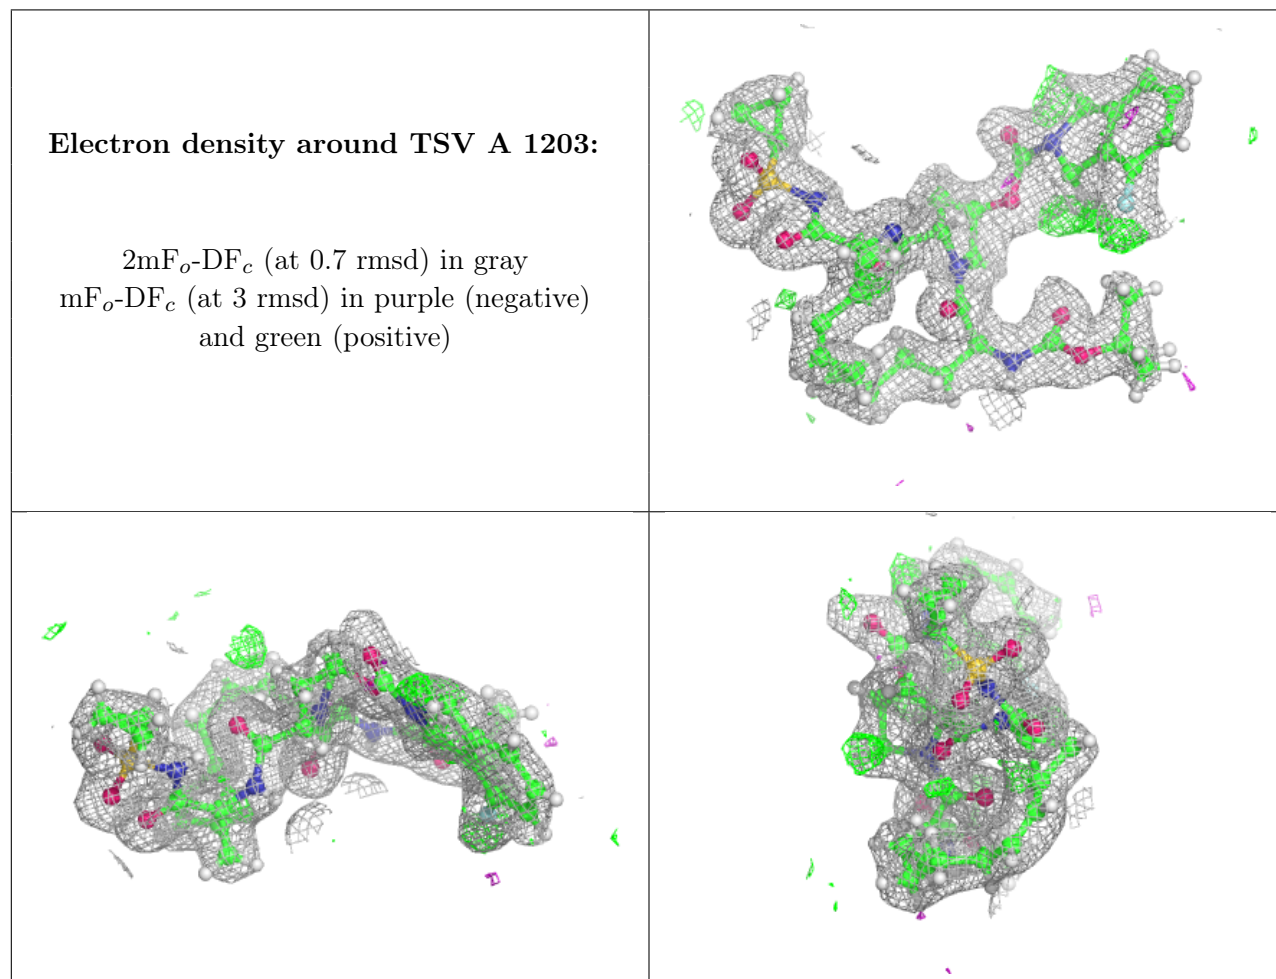 Electron density around TSV A 1203:
2mFo-DFc (at 0.7 rmsd) in gray
mFo-DFc (at 3 rmsd) in purple (negative)
and green (positive)